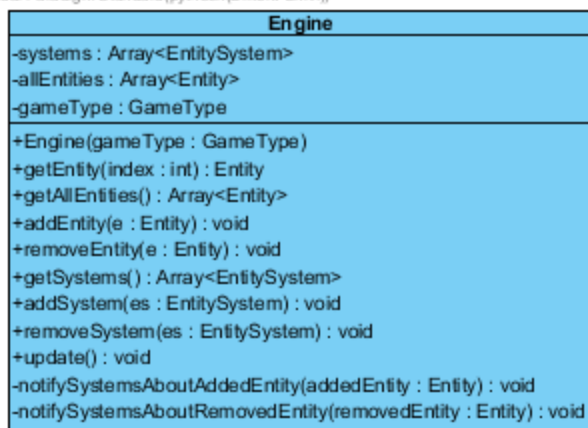 Engine
-systems : Array<EntitySystem>
-allEntities : Array<Entity>
-gameType : GameType
+Engine(gameType : GameType)
+getEntity(index : int) : Entity
+getAllEntities() : Array<Entity>
+addEntity(e : Entity) : void
+removeEntity(e : Entity) : void
+getSystems() : Array<EntitySystem>
+addSystem(es : EntitySystem) : void
+removeSystem(es : EntitySystem) : void
+update() : void
-notifySystemsAboutAddedEntity(addedEntity : Entity) : void
-notifySystemsAboutRemovedEntity(removedEntity : Entity) : void